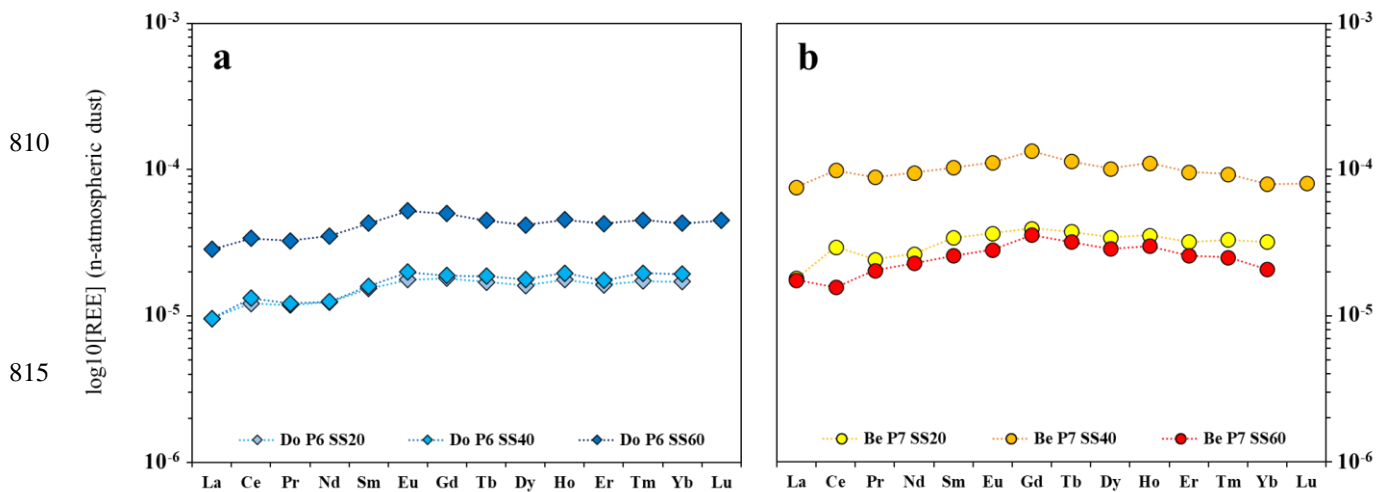 10-3
a
810
10-4
log10[REE] (n-atmospheric dust)
10-5
815
Do P6 SS20 Do P6 SS40 Do P6 SS60
10-6
La Ce Pr Nd Sm Eu Gd Tb Dy Ho Er Tm Yb Lu
10-3
b
10-4
10-5
Be P7 SS20 Be P7 SS40 Be P7 SS60
10-6
La Ce Pr Nd Sm Eu Gd Tb Dy Ho Er Tm Yb Lu